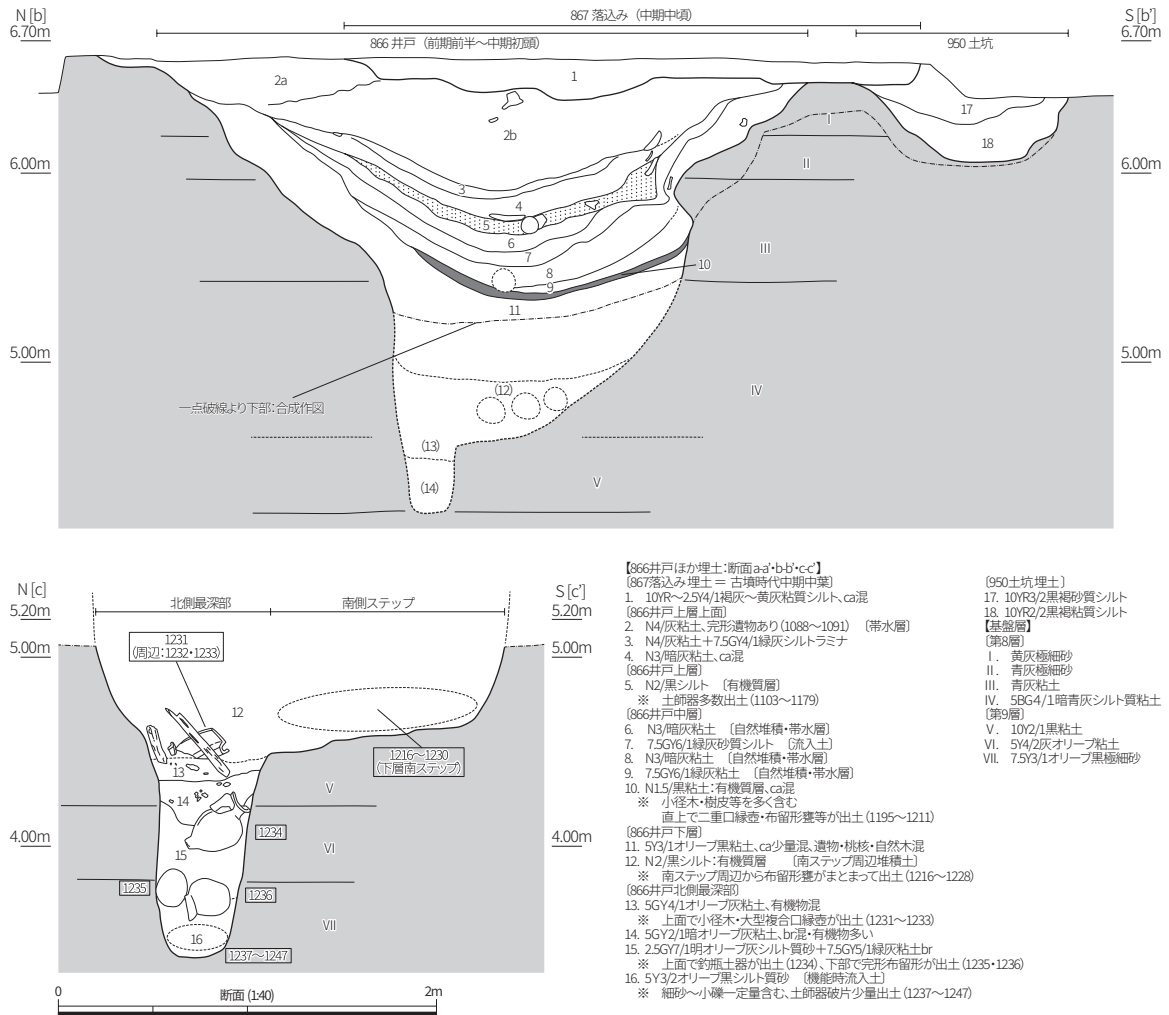 N [b]
6.70m
867 落込み（中期中頃）
866 井戸（前期前半～中期初頭）
950 土坑
S [b’]
6.70m
2a
1
2b
17
18
I
II
6.00m
6.00m
3
4
5
6
7
8
9
10
11
III
5.00m
5.00m
(12)
IV
一点破線より下部：合成作図
(13)
(14)
V
N [c]
5.20m
5.00m
北側最深部
南側ステップ
S [c’]
5.20m
5.00m
1231
（周辺：1232・1233）
12
1216～1230
（下層南ステップ）
13
14
V
4.00m
4.00m
1234
15
VI
1235
1236
VII
16
1237～1247
0
断面 (1:40)
2m
【866井戸ほか埋土：断面a-a’・b-b’・c-c’】
〔867落込み 埋土 ＝ 古墳時代中期中葉〕
1. 10YR～2.5Y4/1褐灰～黄灰粘質シルト、ca混
〔866井戸上層上面〕
2. N4/灰粘土、完形遺物あり（1088～1091） 〔帯水層〕
3. N4/灰粘土＋7.5GY4/1緑灰シルトラミナ
4. N3/暗灰粘土、ca混
〔866井戸上層〕
5. N2/黒シルト 〔有機質層〕
※ 土師器多数出土（1103～1179）
〔866井戸中層〕
6. N3/暗灰粘土 〔自然堆積・帯水層〕
7. 7.5GY6/1緑灰砂質シルト 〔流入土〕
8. N3/暗灰粘土 〔自然堆積・帯水層〕
9. 7.5GY6/1緑灰粘土 〔自然堆積・帯水層〕
10. N1.5/黒粘土：有機質層、ca混
※ 小径木・樹皮等を多く含む
直上で二重口縁壺・布留形甕等が出土（1195～1211）
〔866井戸下層〕
11. 5Y3/1オリーブ黒粘土、ca少量混、遺物・桃核・自然木混
12. N2/黒シルト：有機質層 〔南ステップ周辺堆積土〕
※ 南ステップ周辺から布留形甕がまとまって出土（1216～1228）
〔866井戸北側最深部〕
13. 5GY4/1オリーブ灰粘土、有機物混
※ 上面で小径木・大型複合口縁壺が出土（1231～1233）
14. 5GY2/1暗オリーブ灰粘土、br混・有機物多い
15. 2.5GY7/1明オリーブ灰シルト質砂＋7.5GY5/1緑灰粘土br
※ 上面で釣瓶土器が出土（1234）、下部で完形布留形が出土（1235・1236）
16. 5Y3/2オリーブ黒シルト質砂 〔機能時流入土〕
※ 細砂～小礫一定量含む、土師器破片少量出土（1237～1247）
〔950土坑 埋土〕
17. 10YR3/2黒褐砂質シルト
18. 10YR2/2黒褐粘質シルト
【基盤層】
〔第8層〕
I. 黄灰極細砂
II. 青灰極細砂
III. 青灰粘土
IV. 5BG4/1暗青灰シルト質粘土
〔第9層〕
V. 10Y2/1黒粘土
VI. 5Y4/2灰オリーブ粘土
VII. 7.5Y3/1オリーブ黒極細砂